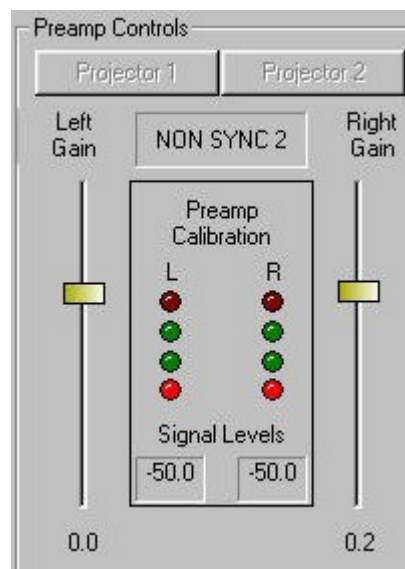 Preamp Controls
Projector 1
Projector 2
Left
Gain
NON SYNC 2
Right
Gain
Preamp
Calibration
L R
Signal Levels
-50.0 -50.0
0.0
0.2